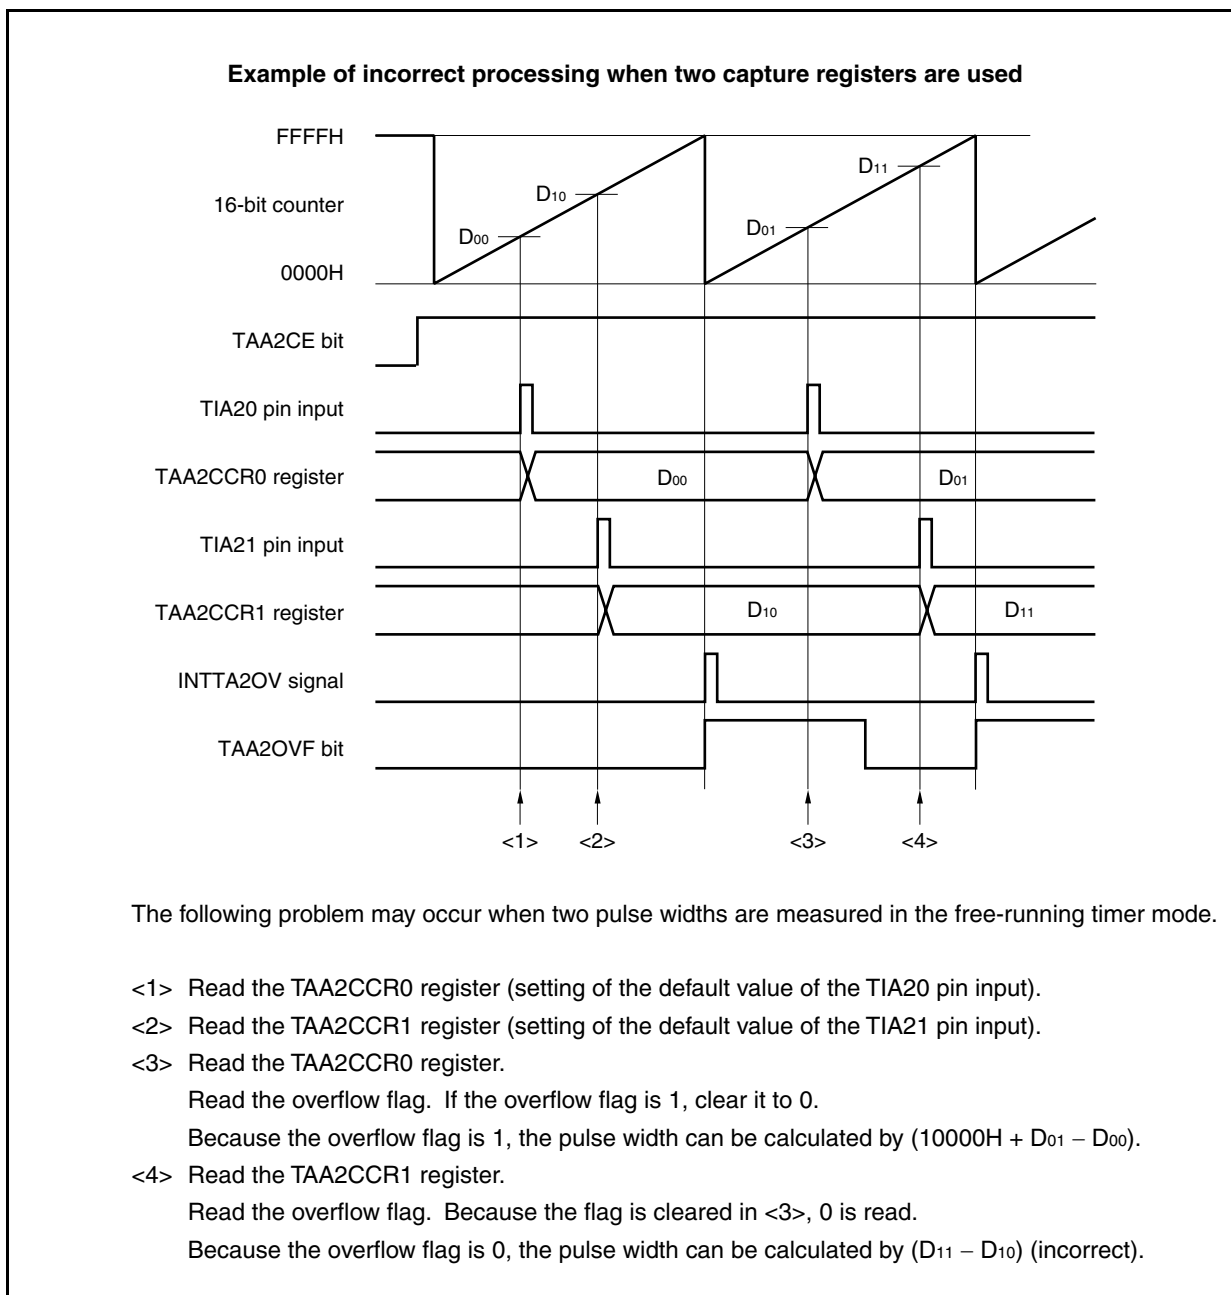 Example of incorrect processing when two capture registers are used
FFFFH
D11
D10
16-bit counter
D01
D00
0000H
TAA2CE bit
TIA20 pin input
TAA2CCR0 register
D00
D01
TIA21 pin input
TAA2CCR1 register
D10
D11
INTTA2OV signal
TAA2OVF bit
<1> <2> <3> <4>
The following problem may occur when two pulse widths are measured in the free-running timer mode.
<1> Read the TAA2CCR0 register (setting of the default value of the TIA20 pin input).
<2> Read the TAA2CCR1 register (setting of the default value of the TIA21 pin input).
<3> Read the TAA2CCR0 register.
Read the overflow flag. If the overflow flag is 1, clear it to 0.
Because the overflow flag is 1, the pulse width can be calculated by (10000H + D01 − D00).
<4> Read the TAA2CCR1 register.
Read the overflow flag. Because the flag is cleared in <3>, 0 is read.
Because the overflow flag is 0, the pulse width can be calculated by (D11 − D10) (incorrect).